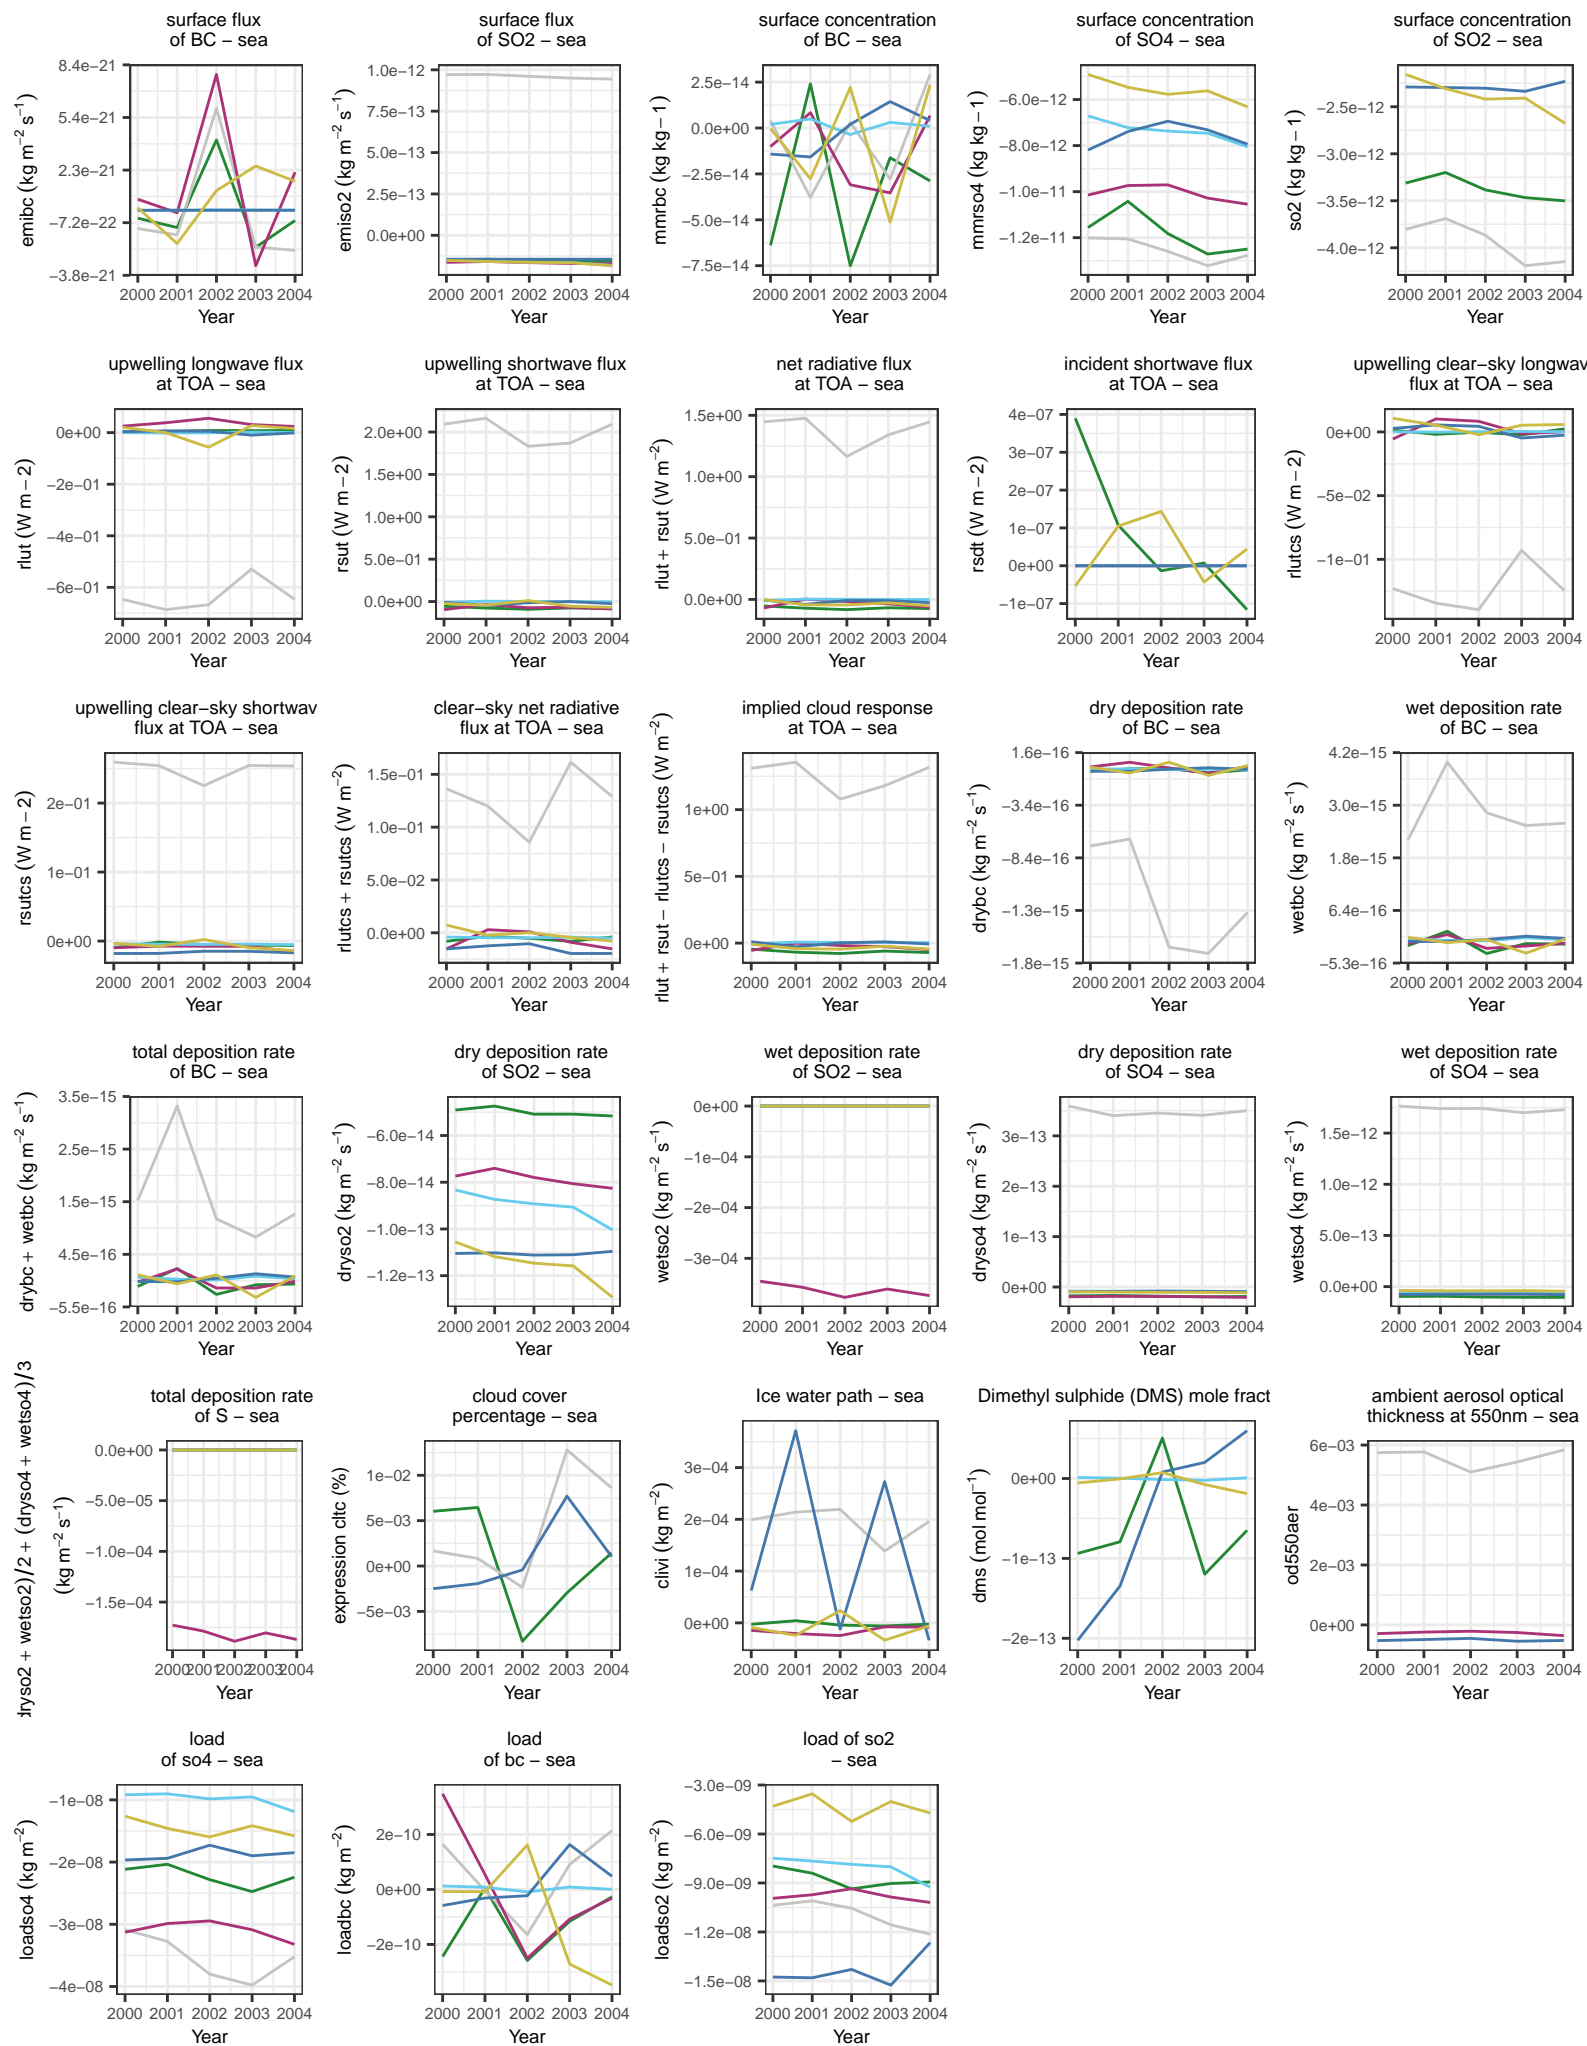 surface flux
of BC − sea
emibc (kg m−2 s−1)
8.4e−21
5.4e−21
2.3e−21
−7.2e−22
−3.8e−21
2000 2001 2002 2003 2004
Year
surface flux
of SO2 − sea
emiso2 (kg m−2 s−1)
1.0e−12
7.5e−13
5.0e−13
2.5e−13
0.0e+00
2000 2001 2002 2003 2004
Year
surface concentration
of BC − sea
mmrbc (kg kg − 1)
2.5e−14
0.0e+00
−2.5e−14
−5.0e−14
−7.5e−14
2000 2001 2002 2003 2004
Year
surface concentration
of SO4 − sea
mmrso4 (kg kg − 1)
−6.0e−12
−8.0e−12
−1.0e−11
−1.2e−11
2000 2001 2002 2003 2004
Year
surface concentration
of SO2 − sea
so2 (kg kg − 1)
−2.5e−12
−3.0e−12
−3.5e−12
−4.0e−12
2000 2001 2002 2003 2004
Year
upwelling longwave flux
at TOA − sea
rlut (W m − 2)
0e+00
−2e−01
−4e−01
−6e−01
2000 2001 2002 2003 2004
Year
upwelling shortwave flux
at TOA − sea
rsut (W m − 2)
2.0e+00
1.5e+00
1.0e+00
5.0e−01
0.0e+00
2000 2001 2002 2003 2004
Year
net radiative flux
at TOA − sea
rlut + rsut (W m−2)
1.5e+00
1.0e+00
5.0e−01
0.0e+00
2000 2001 2002 2003 2004
Year
incident shortwave flux
at TOA − sea
rsdt (W m − 2)
4e−07
3e−07
2e−07
1e−07
0e+00
−1e−07
2000 2001 2002 2003 2004
Year
upwelling clear−sky longwav
flux at TOA − sea
rlutcs (W m − 2)
0e+00
−5e−02
−1e−01
2000 2001 2002 2003 2004
Year
upwelling clear−sky shortwav
flux at TOA − sea
rsutcs (W m − 2)
2e−01
1e−01
0e+00
2000 2001 2002 2003 2004
Year
clear−sky net radiative
flux at TOA − sea
rlutcs + rsutcs (W m−2)
1.5e−01
1.0e−01
5.0e−02
0.0e+00
2000 2001 2002 2003 2004
Year
implied cloud response
at TOA − sea
rlut + rsut − rlutcs − rsutcs (W m−2)
1e+00
5e−01
0e+00
2000 2001 2002 2003 2004
Year
dry deposition rate
of BC − sea
drybc (kg m−2 s−1)
1.6e−16
−3.4e−16
−8.4e−16
−1.3e−15
−1.8e−15
2000 2001 2002 2003 2004
Year
wet deposition rate
of BC − sea
wetbc (kg m−2 s−1)
4.2e−15
3.0e−15
1.8e−15
6.4e−16
−5.3e−16
2000 2001 2002 2003 2004
Year
total deposition rate
of BC − sea
drybc + wetbc (kg m−2 s−1)
3.5e−15
2.5e−15
1.5e−15
4.5e−16
−5.5e−16
2000 2001 2002 2003 2004
Year
dry deposition rate
of SO2 − sea
dryso2 (kg m−2 s−1)
−6.0e−14
−8.0e−14
−1.0e−13
−1.2e−13
2000 2001 2002 2003 2004
Year
wet deposition rate
of SO2 − sea
wetso2 (kg m−2 s−1)
0e+00
−1e−04
−2e−04
−3e−04
2000 2001 2002 2003 2004
Year
dry deposition rate
of SO4 − sea
dryso4 (kg m−2 s−1)
3e−13
2e−13
1e−13
0e+00
2000 2001 2002 2003 2004
Year
wet deposition rate
of SO4 − sea
wetso4 (kg m−2 s−1)
1.5e−12
1.0e−12
5.0e−13
0.0e+00
2000 2001 2002 2003 2004
Year
total deposition rate
of S − sea
dryso2 + wetso2)/2 + (dryso4 + wetso4)/3
(kg m−2 s−1)
0.0e+00
−5.0e−05
−1.0e−04
−1.5e−04
2000 2001 2002 2003 2004
Year
cloud cover
percentage − sea
expression cltc (%)
1e−02
5e−03
0e+00
−5e−03
2000 2001 2002 2003 2004
Year
Ice water path − sea
clivi (kg m−2)
3e−04
2e−04
1e−04
0e+00
2000 2001 2002 2003 2004
Year
Dimethyl sulphide (DMS) mole fract
dms (mol mol−1)
0e+00
−1e−13
−2e−13
2000 2001 2002 2003 2004
Year
ambient aerosol optical
thickness at 550nm − sea
od550aer
6e−03
4e−03
2e−03
0e+00
2000 2001 2002 2003 2004
Year
load
of so4 − sea
loadso4 (kg m−2)
−1e−08
−2e−08
−3e−08
−4e−08
2000 2001 2002 2003 2004
Year
load
of bc − sea
loadbc (kg m−2)
2e−10
0e+00
−2e−10
2000 2001 2002 2003 2004
Year
load of so2
− sea
loadso2 (kg m−2)
−3.0e−09
−6.0e−09
−9.0e−09
−1.2e−08
−1.5e−08
2000 2001 2002 2003 2004
Year